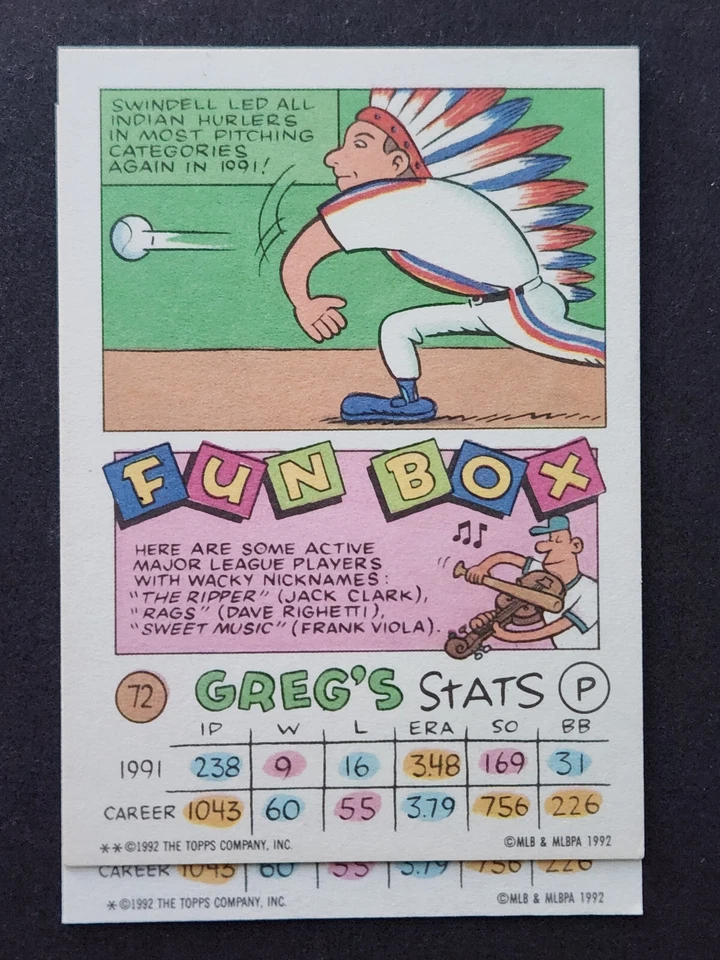 SWINDELL LED ALL
INDIAN HURLERS
IN MOST PITCHING
CATEGORIES
AGAIN IN 1991!
FUN BOX
HERE ARE SOME ACTIVE
MAJOR LEAGUE PLAYERS
WITH WACKY NICKNAMES:
"THE RIPPER" (JACK CLARK),
"RAGS" (DAVE RIGHETTI),
"SWEET MUSIC" (FRANK VIOLA).
72 GREG'S STATS P
IP W L ERA SO BB
1991 238 9 16 3.48 169 31
CAREER 1043 60 55 3.79 756 226
**©1992 THE TOPPS COMPANY, INC. ©MLB & MLBPA 1992
CAREER 1043 60 55 3.79 756 226
*©1992 THE TOPPS COMPANY, INC. ©MLB & MLBPA 1992